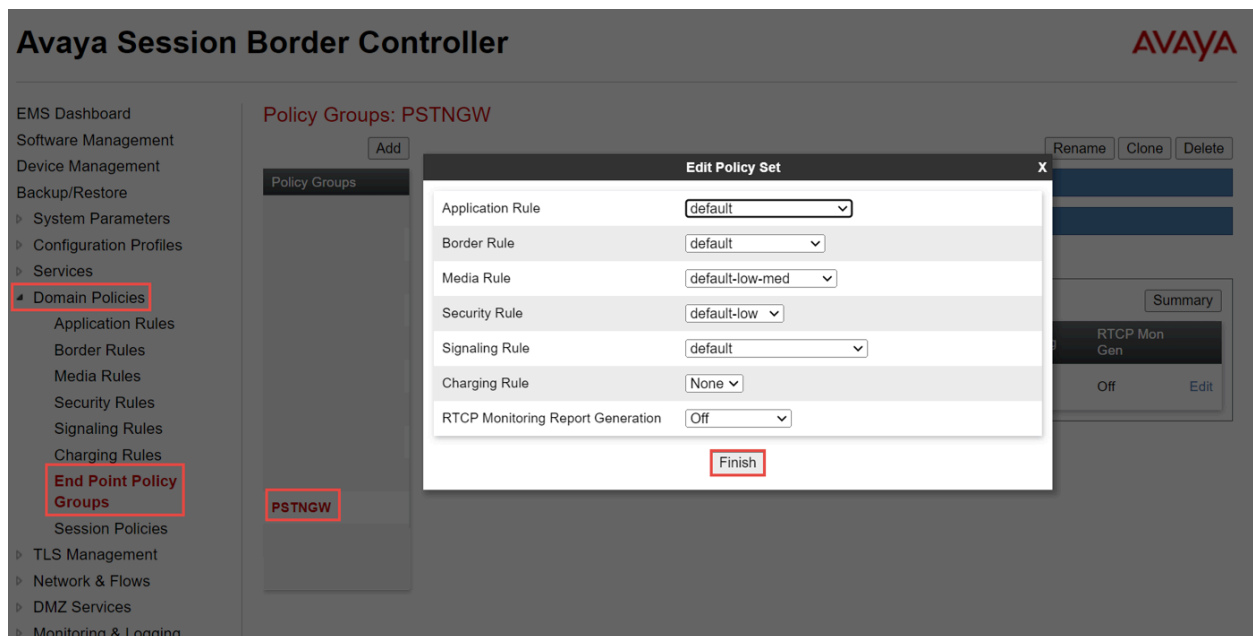 Avaya Session Border Controller
AVAYA
EMS Dashboard
Software Management
Device Management
Backup/Restore
System Parameters
Configuration Profiles
Services
Domain Policies
Application Rules
Border Rules
Media Rules
Security Rules
Signaling Rules
Charging Rules
End Point Policy
Groups
Session Policies
TLS Management
Network & Flows
DMZ Services
Monitoring & Logging
Policy Groups: PSTNGW
Add
Rename Clone Delete
Policy Groups
PSTNGW
Edit Policy Set X
Application Rule default
Border Rule default
Media Rule default-low-med
Security Rule default-low
Signaling Rule default
Charging Rule None
RTCP Monitoring Report Generation Off
Finish
Summary
RTCP Mon
Gen
Off Edit